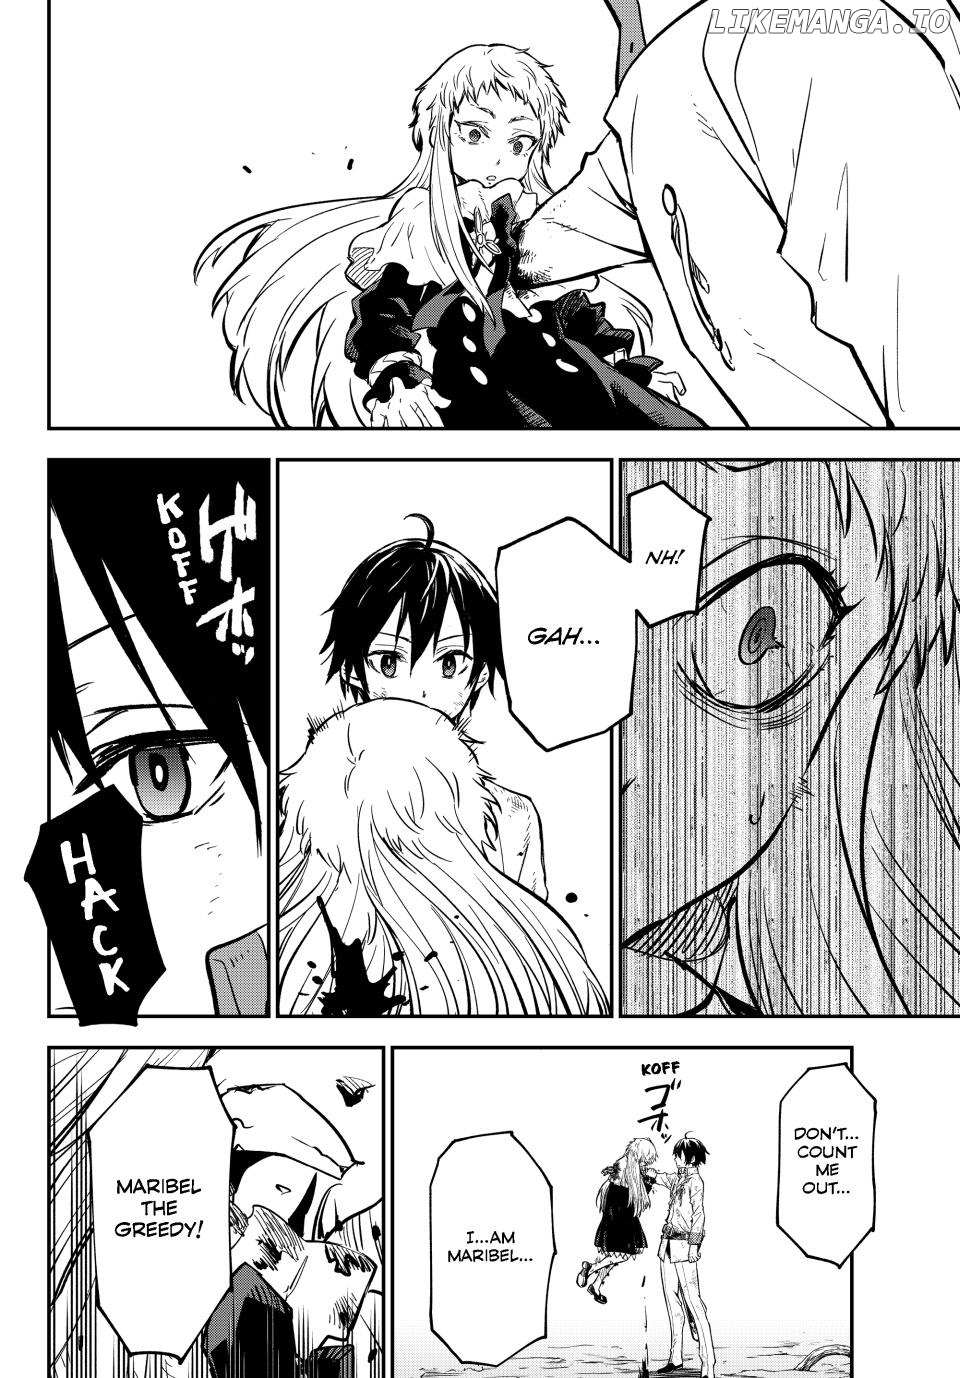 LIKEMANGA.IO
NH!
GAH...
ゲホッ
KOFF
HACK
DON'T...
COUNT
ME
OUT...
KOFF
ゴホッ
I...AM
MARIBEL...
MARIBEL
THE
GREEDY!